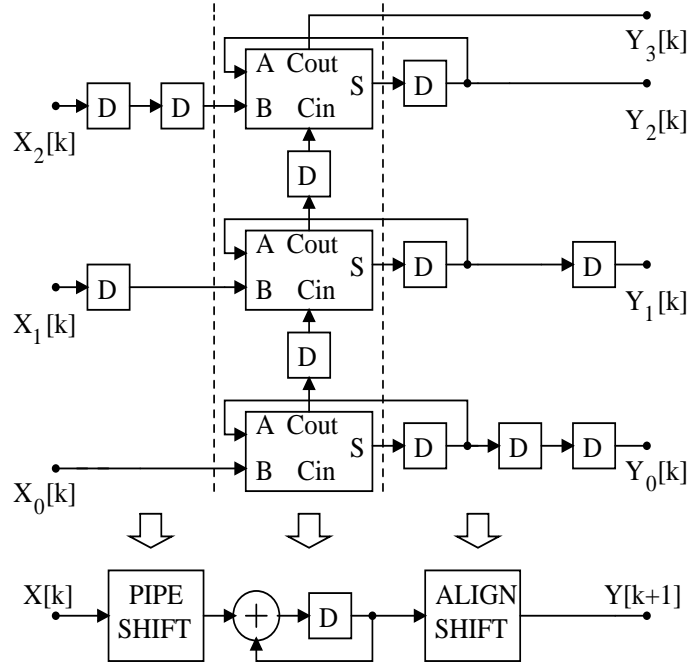 Y3[k]
A Cout
S
D
D
D
B Cin
Y2[k]
X2[k]
D
A Cout
S
D
D
D
B Cin
X1[k]
Y1[k]
D
A Cout
S
D
D
D
B Cin
X0[k]
Y0[k]
X[k]
PIPE
SHIFT
+
D
ALIGN
SHIFT
Y[k+1]